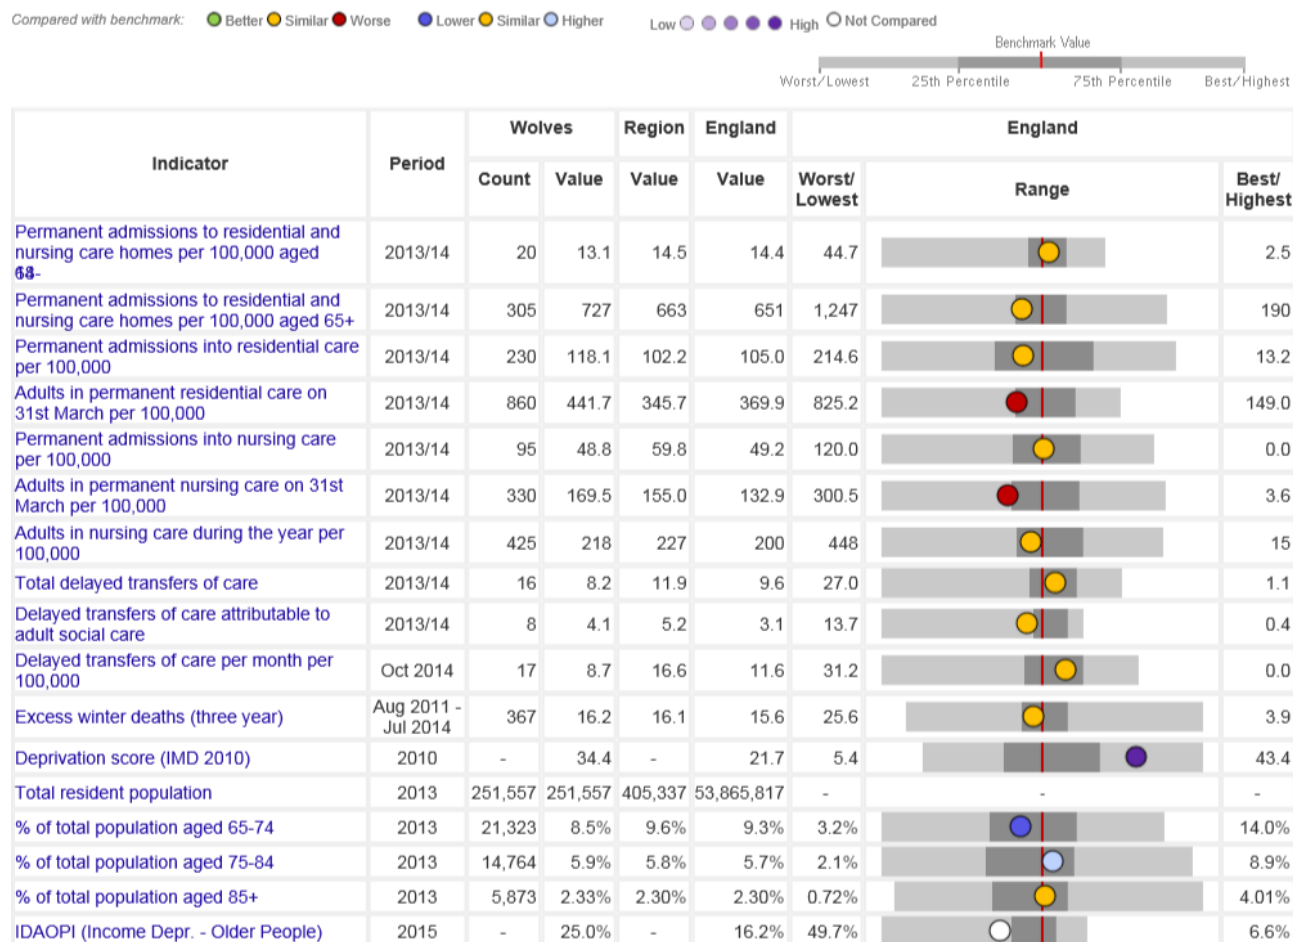 Compared with benchmark: Better Similar Worse Lower Similar Higher Low High Not Compared
Benchmark Value
Worst/Lowest 25th Percentile 75th Percentile Best/Highest
Indicator Period Wolves Region England England
Count Value Value Value Worst/ Lowest Range Best/ Highest
Permanent admissions to residential and
nursing care homes per 100,000 aged 2013/14 20 13.1 14.5 14.4 44.7 2.5
Permanent admissions to residential and
nursing care homes per 100,000 aged 65+ 2013/14 305 727 663 651 1,247 190
Permanent admissions into residential care
per 100,000 2013/14 230 118.1 102.2 105.0 214.6 13.2
Adults in permanent residential care on
31st March per 100,000 2013/14 860 441.7 345.7 369.9 825.2 149.0
Permanent admissions into nursing care
per 100,000 2013/14 95 48.8 59.8 49.2 120.0 0.0
Adults in permanent nursing care on 31st
March per 100,000 2013/14 330 169.5 155.0 132.9 300.5 3.6
Adults in nursing care during the year per
100,000 2013/14 425 218 227 200 448 15
Total delayed transfers of care 2013/14 16 8.2 11.9 9.6 27.0 1.1
Delayed transfers of care attributable to
adult social care 2013/14 8 4.1 5.2 3.1 13.7 0.4
Delayed transfers of care per month per
100,000 Oct 2014 17 8.7 16.6 11.6 31.2 0.0
Excess winter deaths (three year) Aug 2011 - Jul 2014 367 16.2 16.1 15.6 25.6 3.9
Deprivation score (IMD 2010) 2010 - 34.4 - 21.7 5.4 43.4
Total resident population 2013 251,557 251,557 405,337 53,865,817 - - -
% of total population aged 65-74 2013 21,323 8.5% 9.6% 9.3% 3.2% 14.0%
% of total population aged 75-84 2013 14,764 5.9% 5.8% 5.7% 2.1% 8.9%
% of total population aged 85+ 2013 5,873 2.33% 2.30% 2.30% 0.72% 4.01%
IDAOPI (Income Depr. - Older People) 2015 - 25.0% - 16.2% 49.7% 6.6%